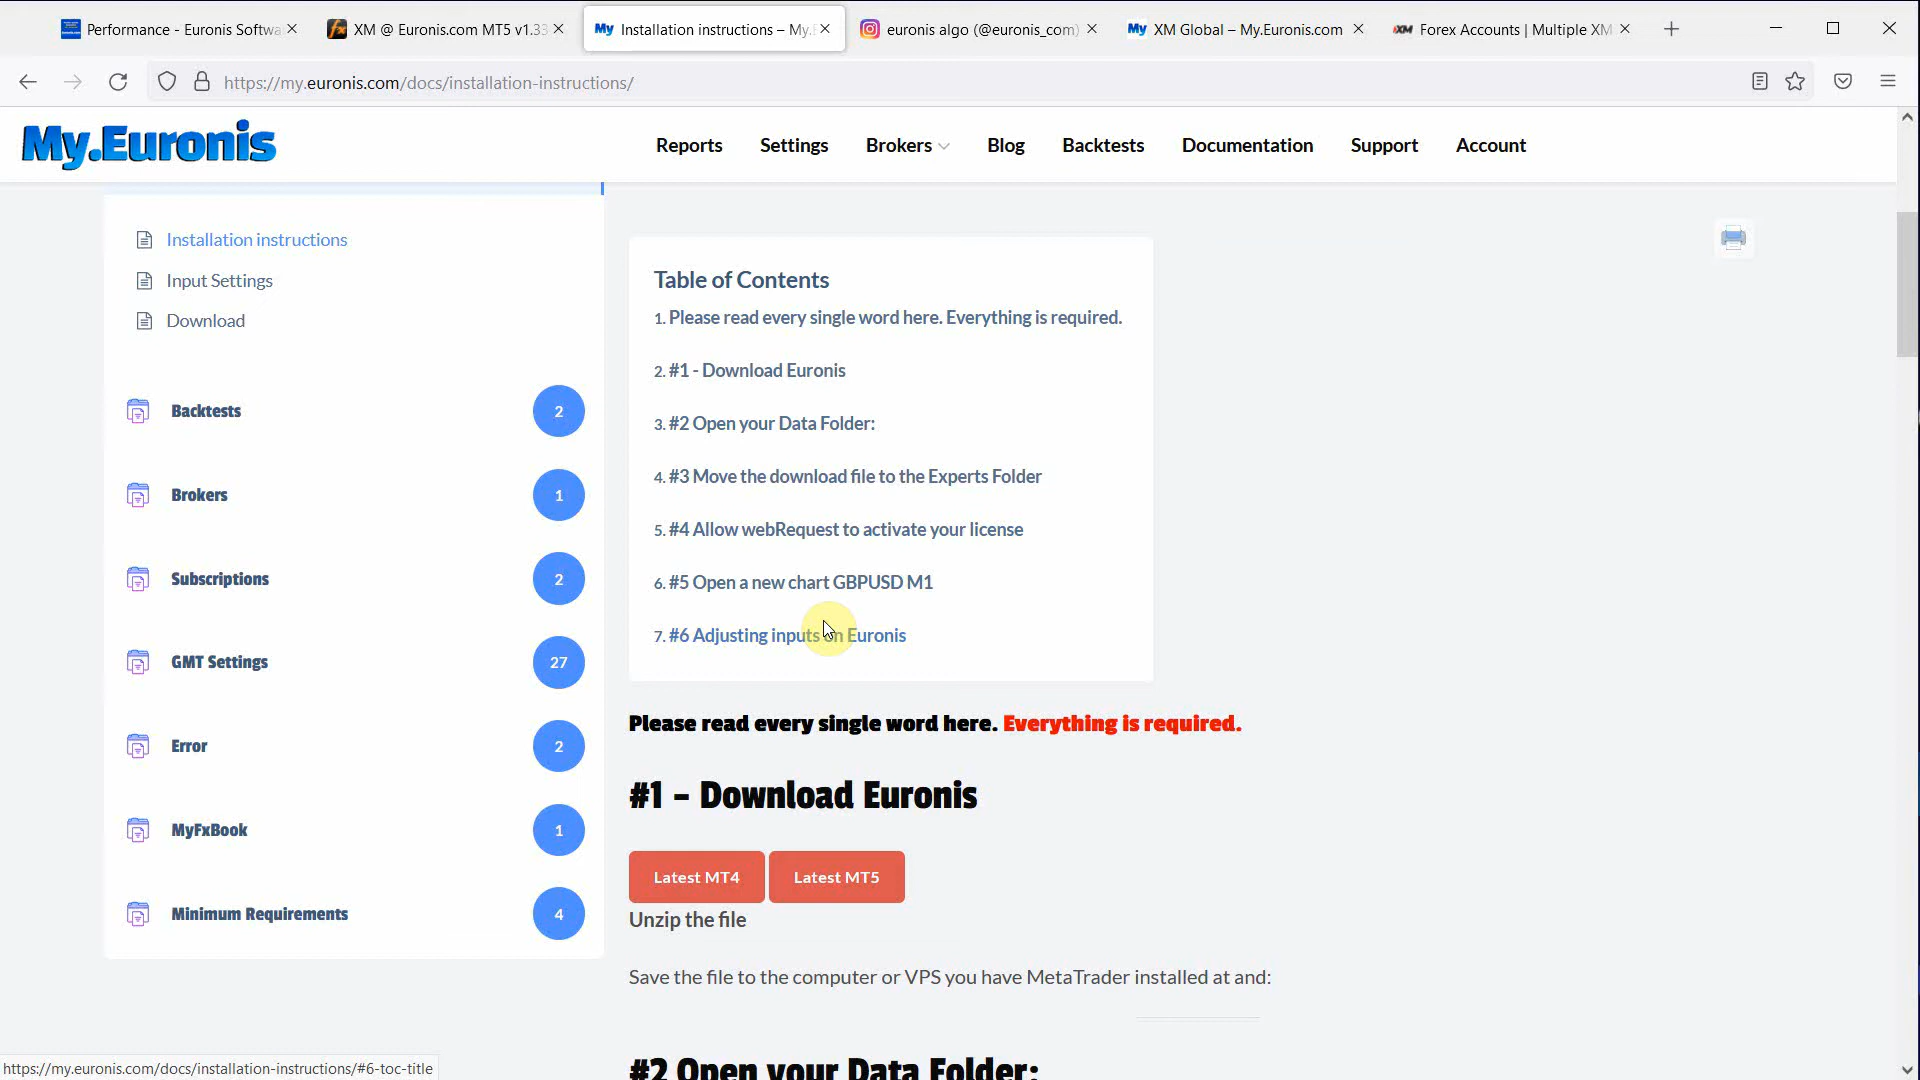 Performance - Euronis Softwa
XM @ Euronis.com MT5 v1.33
My Installation instructions – My.E
euronis algo (@euronis_com)
My XM Global – My.Euronis.com
XM Forex Accounts | Multiple XM
https://my.euronis.com/docs/installation-instructions/
My.Euronis
Reports
Settings
Brokers
Blog
Backtests
Documentation
Support
Account
Installation instructions
Input Settings
Download
Backtests 2
Brokers 1
Subscriptions 2
GMT Settings 27
Error 2
MyFxBook 1
Minimum Requirements 4
Table of Contents
1. Please read every single word here. Everything is required.
2. #1 - Download Euronis
3. #2 Open your Data Folder:
4. #3 Move the download file to the Experts Folder
5. #4 Allow webRequest to activate your license
6. #5 Open a new chart GBPUSD M1
7. #6 Adjusting inputs on Euronis
Please read every single word here. Everything is required.
#1 – Download Euronis
Latest MT4
Latest MT5
Unzip the file
Save the file to the computer or VPS you have MetaTrader installed at and:
#2 Open your Data Folder:
https://my.euronis.com/docs/installation-instructions/#6-toc-title